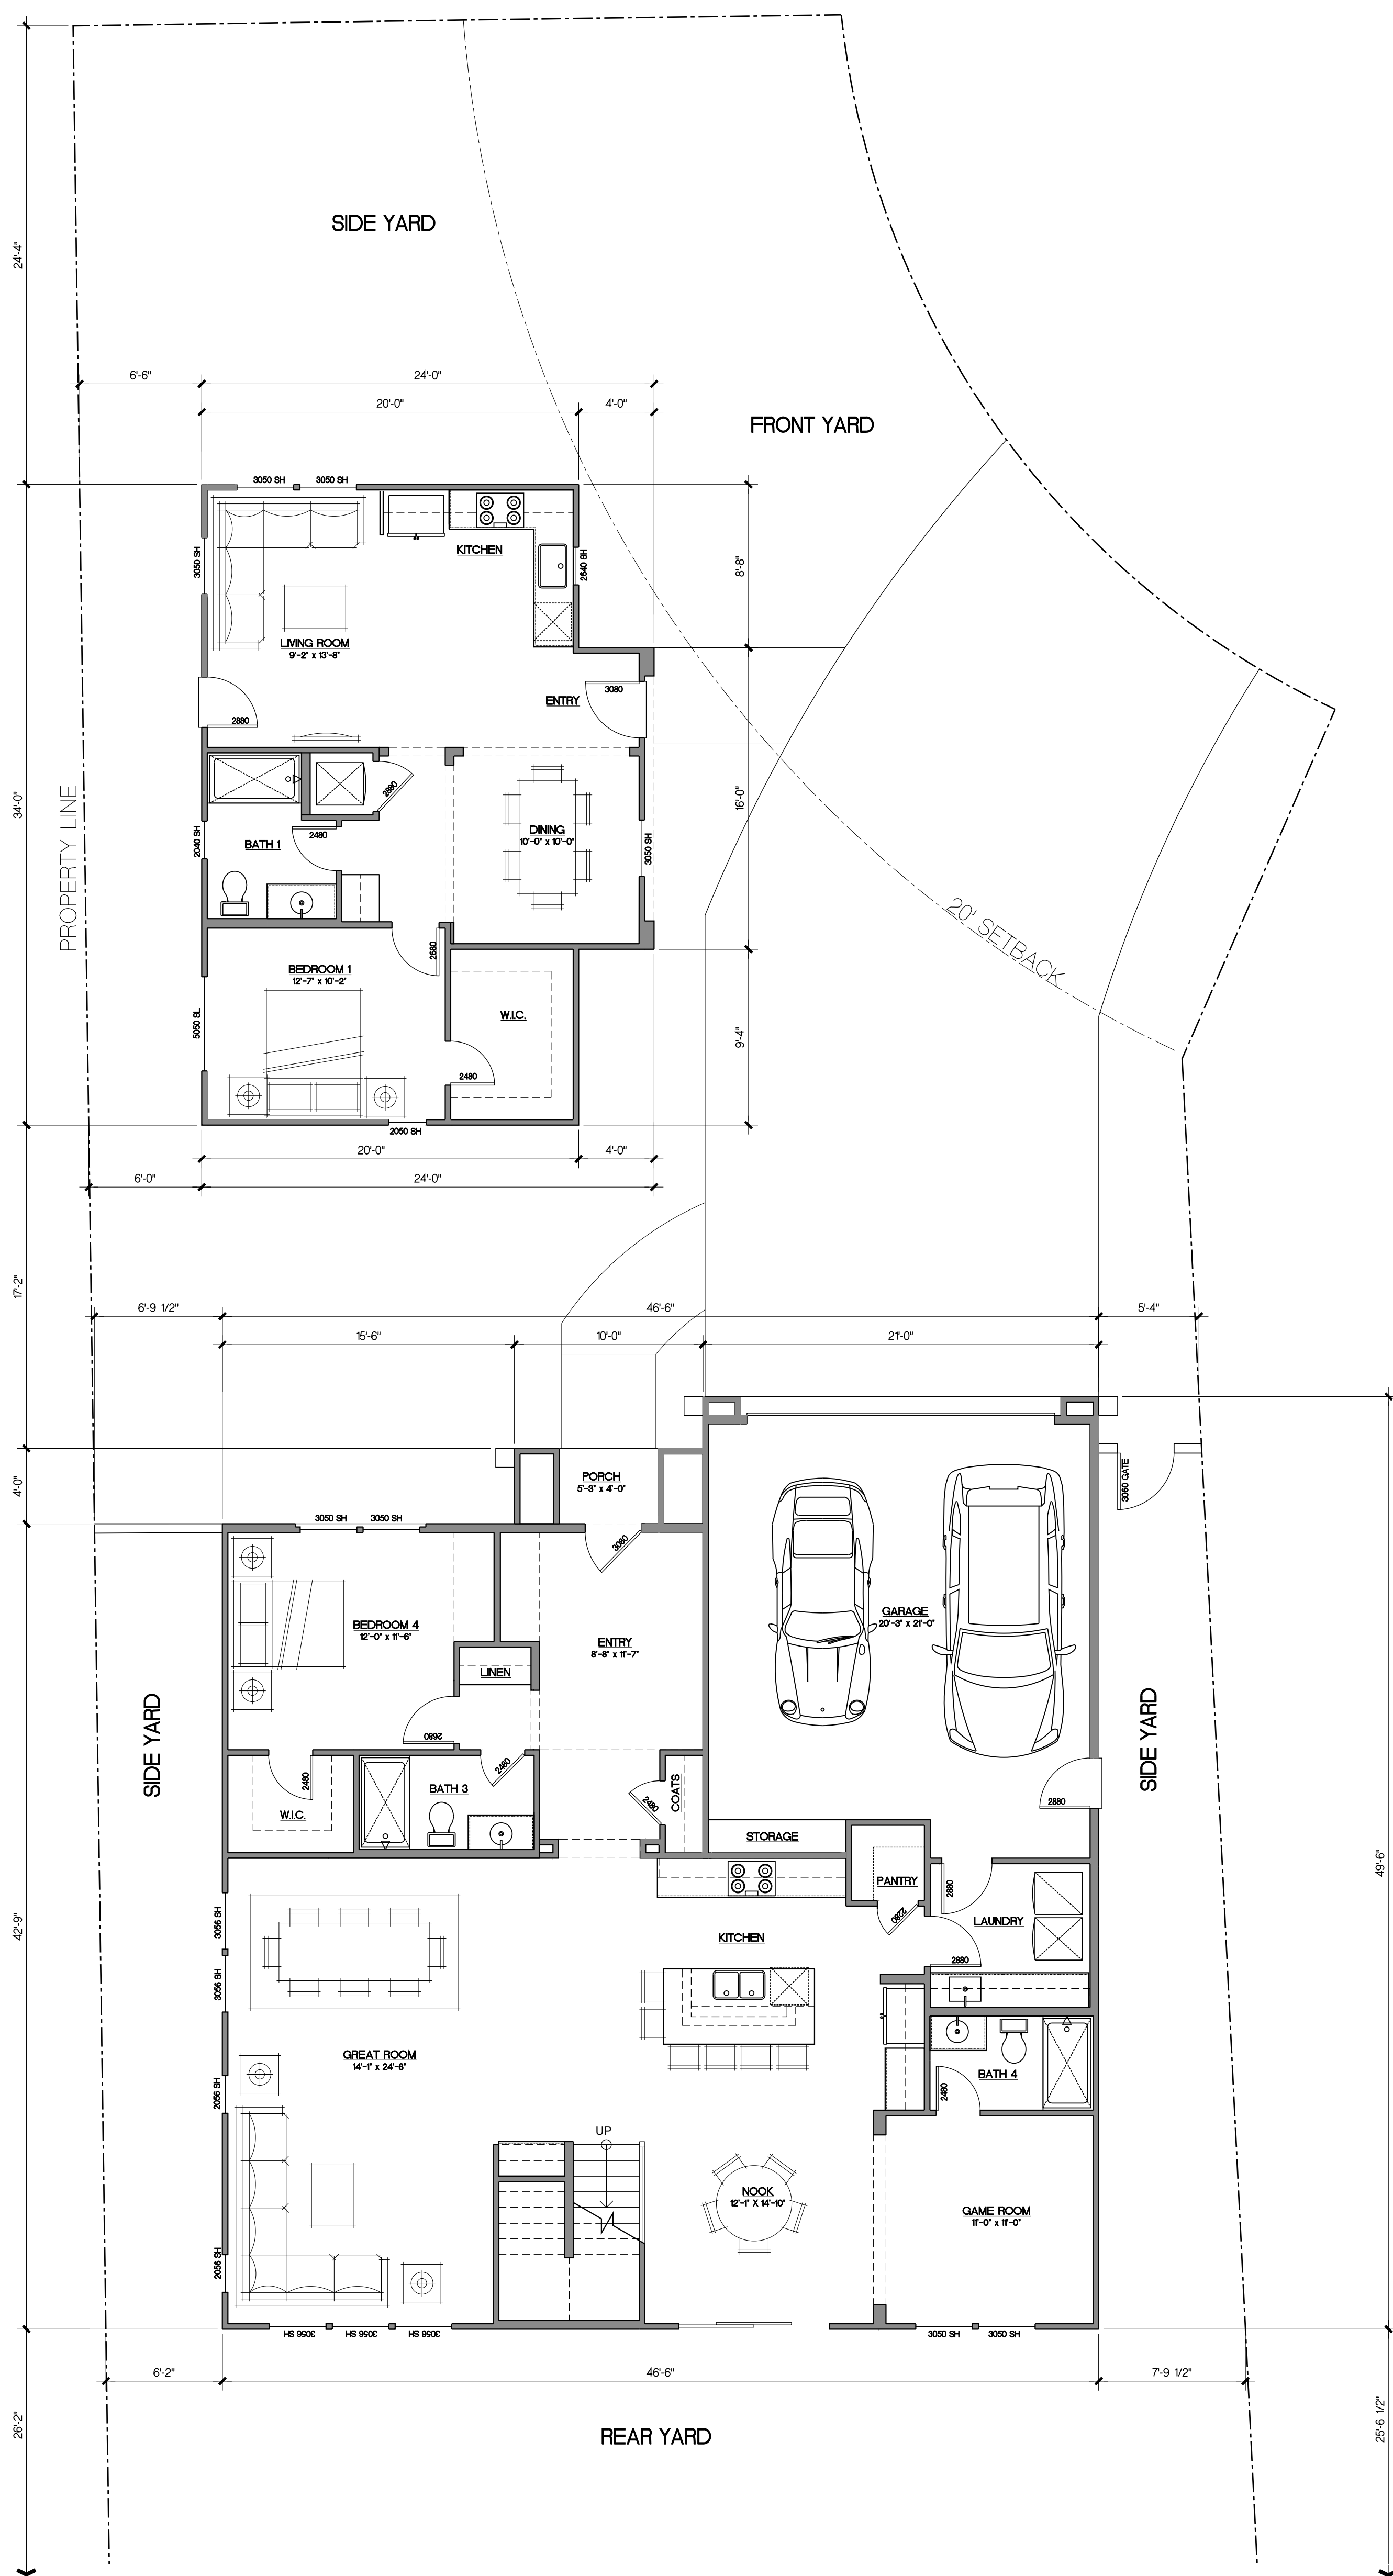 24'-4"
SIDE YARD
6'-6"
24'-0"
20'-0"
4'-0"
FRONT YARD
3050 SH
3050 SH
KITCHEN
3050 SH
2640 SH
8'-8"
LIVING ROOM
9'-2" x 13'-8"
3080
ENTRY
2880
34'-0"
PROPERTY LINE
2880
16'-0"
2040 SH
BATH 1
2480
DINING
10'-0" x 10'-0"
3050 SH
20' SETBACK
2680
BEDROOM 1
12'-7" x 10'-2"
W.I.C.
5050 SL
9'-4"
2480
2050 SH
20'-0"
4'-0"
6'-0"
24'-0"
17'-2"
6'-9 1/2"
46'-6"
5'-4"
15'-6"
10'-0"
21'-0"
4'-0"
PORCH
5'-3" x 4'-0"
3060 GATE
3050 SH
3050 SH
3080
BEDROOM 4
12'-0" x 11'-6"
ENTRY
8'-8" x 11'-7"
GARAGE
20'-3" x 21'-0"
LINEN
2680
SIDE YARD
SIDE YARD
2480
2480
BATH 3
W.I.C.
COATS
2480
2880
STORAGE
49'-6"
PANTRY
2880
2280
42'-9"
3056 SH
LAUNDRY
KITCHEN
2880
3056 SH
GREAT ROOM
14'-1" x 24'-8"
2056 SH
BATH 4
2480
UP
NOOK
12'-1" X 14'-10"
GAME ROOM
11'-0" x 11'-0"
2056 SH
3056 SH
3056 SH
3056 SH
3050 SH
3050 SH
6'-2"
46'-6"
7'-9 1/2"
26'-2"
25'-6 1/2"
REAR YARD